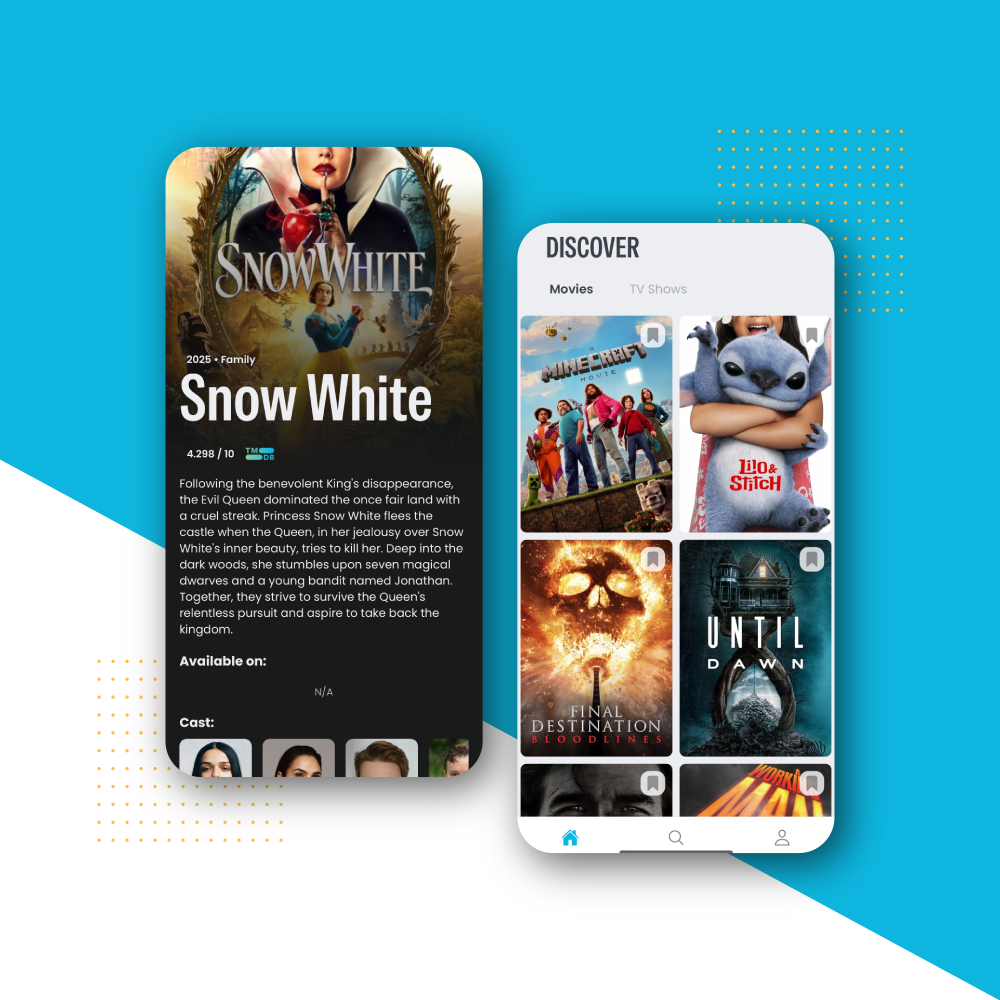 SNOW WHITE
2025 • Family
Snow White
4.298 / 10 TMDB
Following the benevolent King's disappearance,
the Evil Queen dominated the once fair land with
a cruel streak. Princess Snow White flees the
castle when the Queen, in her jealousy over Snow
White's inner beauty, tries to kill her. Deep into the
dark woods, she stumbles upon seven magical
dwarves and a young bandit named Jonathan.
Together, they strive to survive the Queen's
relentless pursuit and aspire to take back the
kingdom.
Available on:
N/A
Cast:
DISCOVER
Movies TV Shows
A
MINECRAFT
MOVIE
Lilo &
Stitch
FINAL
DESTINATION
BLOODLINES
UNTIL
DAWN
MAN